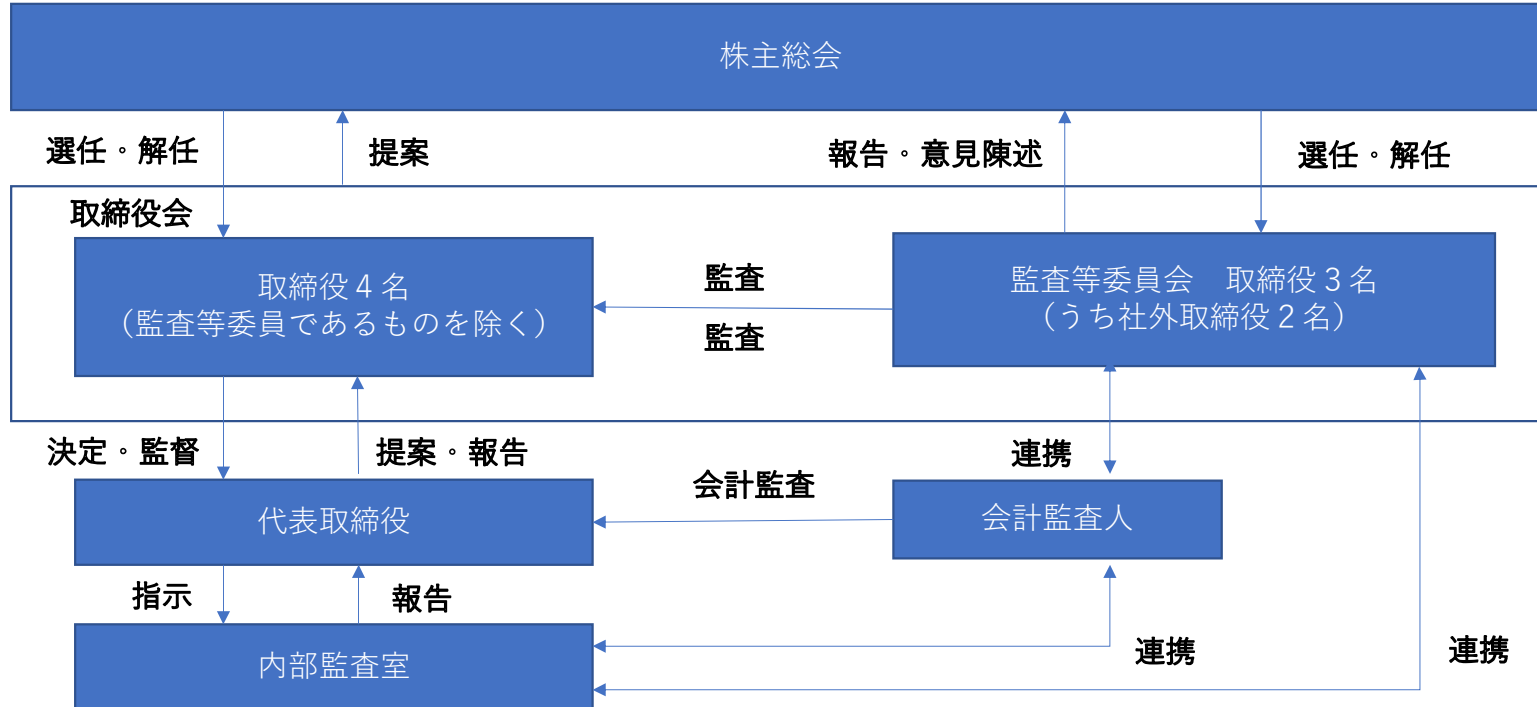 株主総会
選任・解任
提案
報告・意見陳述
選任・解任
取締役会
取締役4名
（監査等委員であるものを除く）
監査
監査
監査等委員会　取締役3名
（うち社外取締役2名）
決定・監督
提案・報告
連携
会計監査
代表取締役
会計監査人
指示
報告
連携
連携
内部監査室